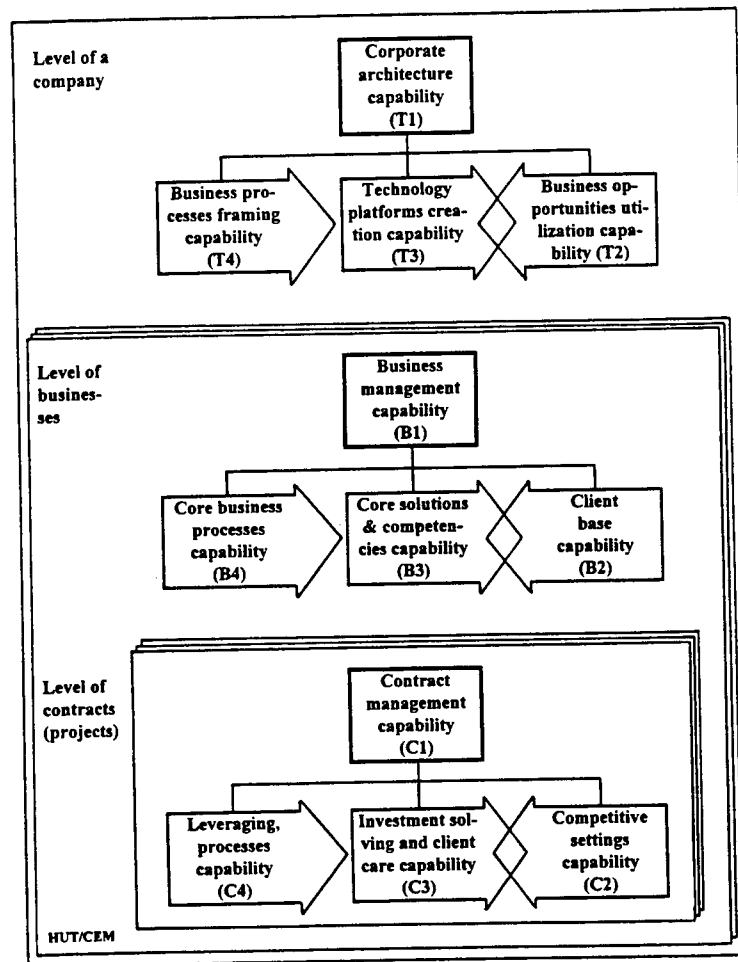 Level of a
company
Corporate
architecture
capability
(T1)
Business pro-
cesses framing
capability
(T4)
Technology
platforms crea-
tion capability
(T3)
Business op-
portunities uti-
lization capa-
bility (T2)
Level of
busines-
ses
Business
management
capability
(B1)
Core business
processes
capability
(B4)
Core solutions
& competen-
cies capability
(B3)
Client
base
capability
(B2)
Level of
contracts
(projects)
Contract
management
capability
(C1)
Leveraging,
processes
capability
(C4)
Investment sol-
ving and client
care capability
(C3)
Competitive
settings
capability
(C2)
HUT/CEM